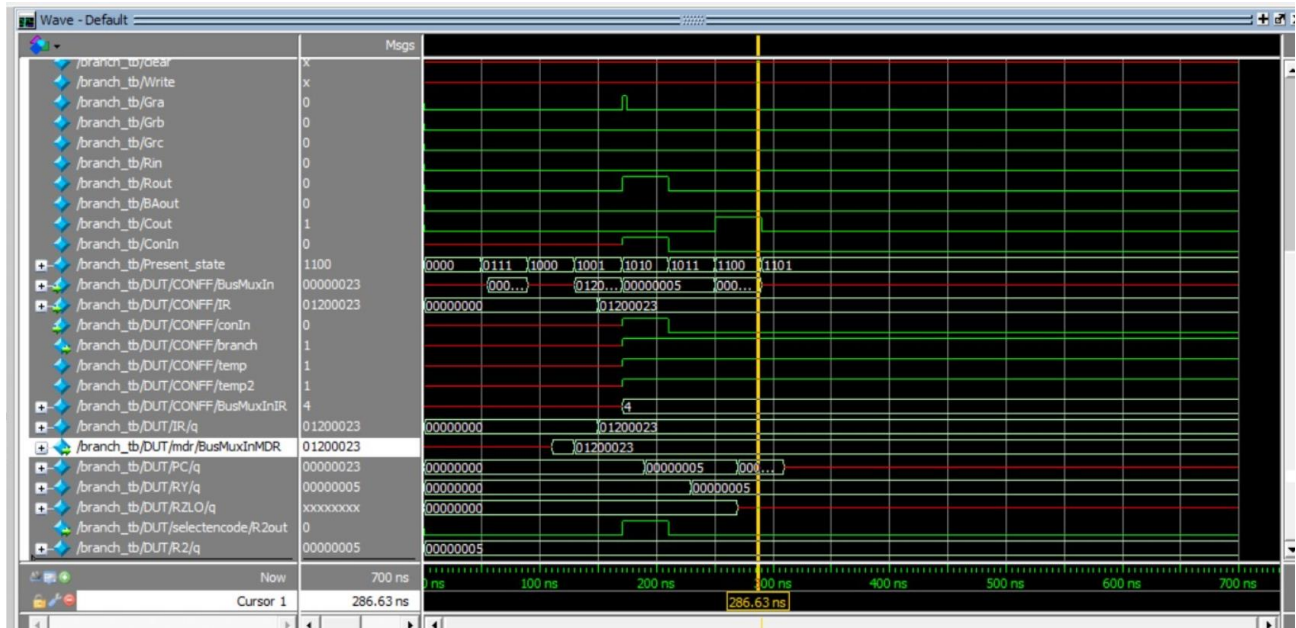 Wave - Default
Msgs
/branch_tb/clear x
/branch_tb/Write x
/branch_tb/Gra 0
/branch_tb/Grb 0
/branch_tb/Grc 0
/branch_tb/Rin 0
/branch_tb/Rout 0
/branch_tb/BAout 0
/branch_tb/Cout 1
/branch_tb/ConIn 0
/branch_tb/Present_state 1100 0000 0111 1000 1001 1010 1011 1100 1101
/branch_tb/DUT/CONFF/BusMuxIn 00000023 000... 0120... 00000005 000...
/branch_tb/DUT/CONFF/IR 01200023 00000000 01200023
/branch_tb/DUT/CONFF/conIn 0
/branch_tb/DUT/CONFF/branch 1
/branch_tb/DUT/CONFF/temp 1
/branch_tb/DUT/CONFF/temp2 1
/branch_tb/DUT/CONFF/BusMuxInIR 4 4
/branch_tb/DUT/IR/q 01200023 00000000 01200023
/branch_tb/DUT/mdr/BusMuxInMDR 01200023 01200023
/branch_tb/DUT/PC/q 00000023 00000000 00000005 000...
/branch_tb/DUT/RY/q 00000005 00000000 00000005
/branch_tb/DUT/RZLO/q xxxxxxxx 00000000
/branch_tb/DUT/selectencode/R2out 0
/branch_tb/DUT/R2/q 00000005 00000005
Now 700 ns ns 100 ns 200 ns 300 ns 400 ns 500 ns 600 ns 700 ns
Cursor 1 286.63 ns 286.63 ns